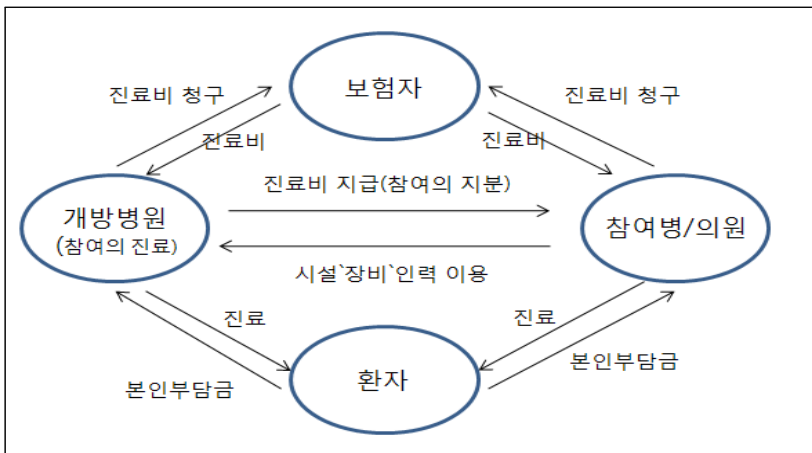 보험자
진료비 청구
진료비 청구
진료비
진료비
진료비 지급(참여의 지분)
개방병원
(참여의 진료)
참여병/의원
시설`장비`인력 이용
진료
진료
본인부담금
환자
본인부담금